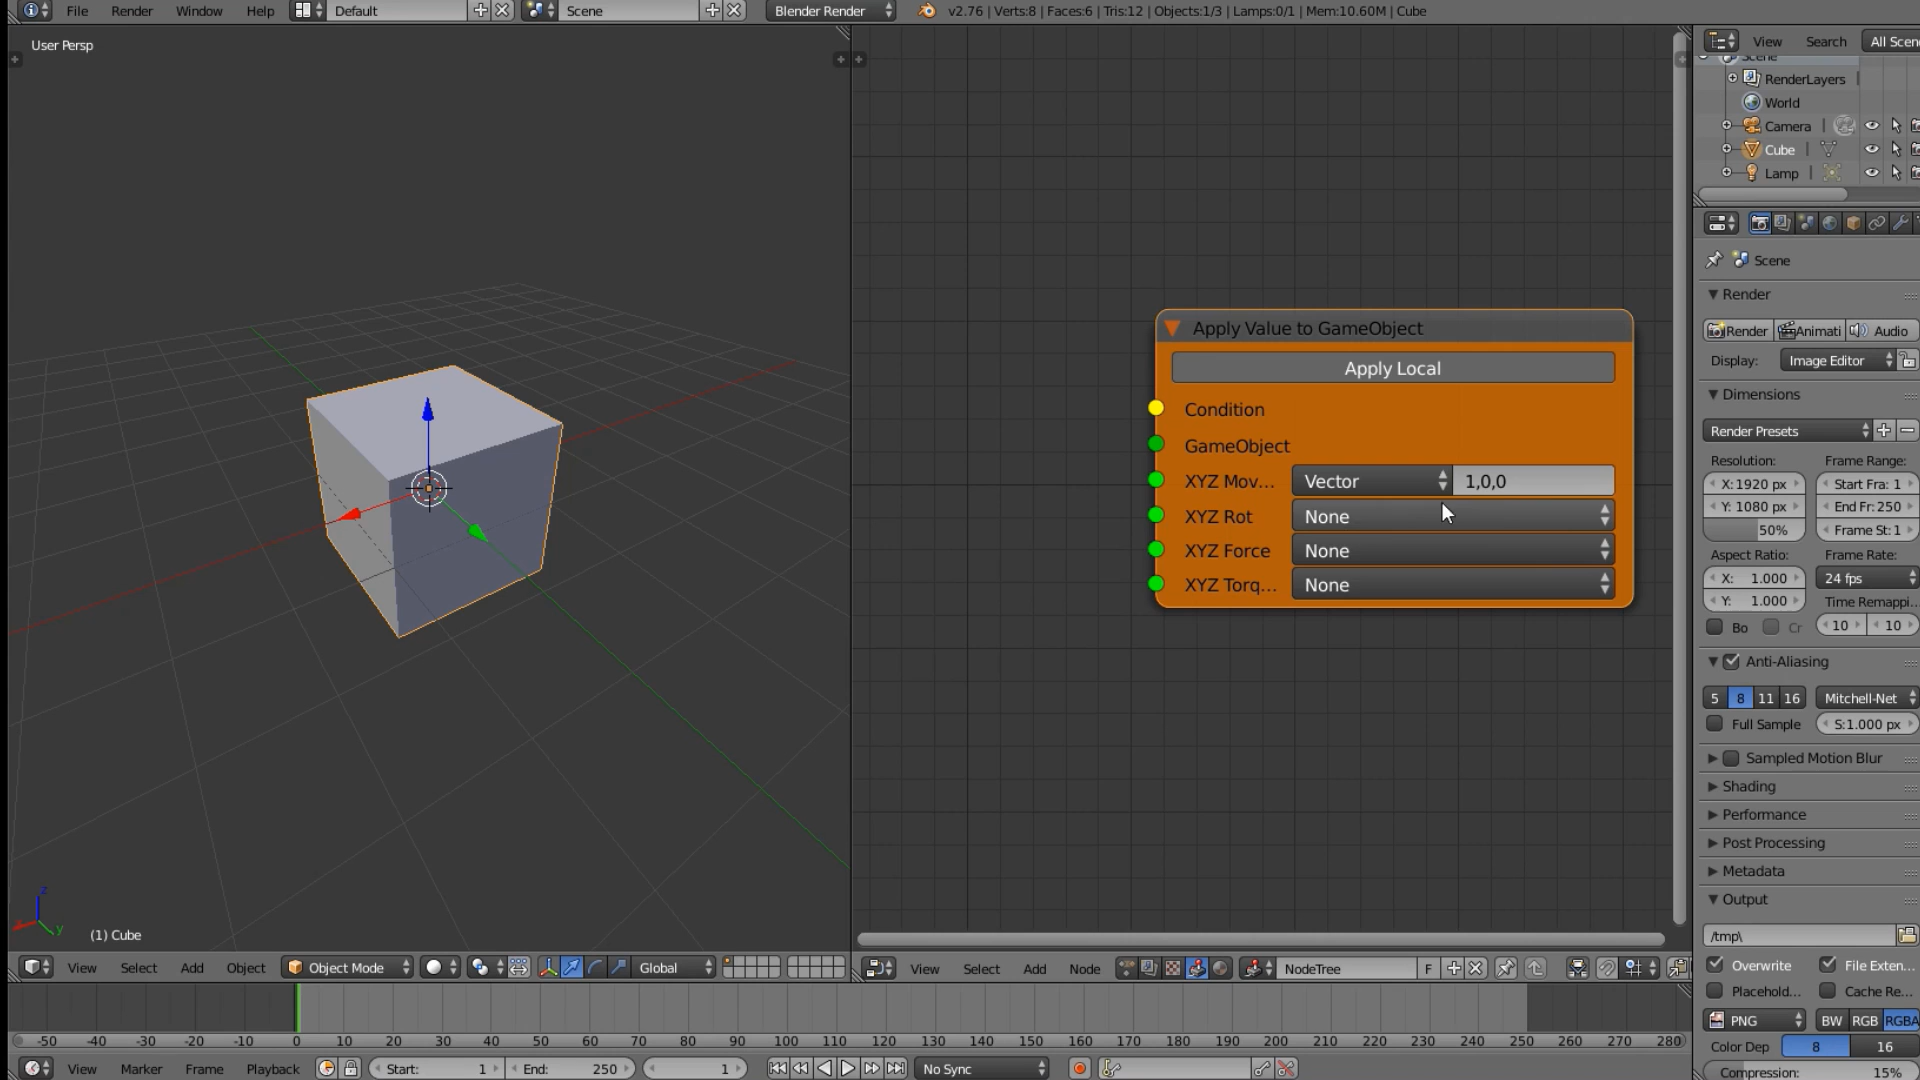 File Render Window Help Default Scene Blender Render v2.76 | Verts:8 | Faces:6 | Tris:12 | Objects:1/3 | Lamps:0/1 | Mem:10.60M | Cube
User Persp
(1) Cube
View Select Add Object Object Mode Global
Apply Value to GameObject
Apply Local
Condition
GameObject
XYZ Mov... Vector 1,0,0
XYZ Rot None
XYZ Force None
XYZ Torq... None
View Select Add Node NodeTree F
View Search All Scen
Scene
RenderLayers
World
Camera
Cube
Lamp
Scene
Render
Render Animati Audio
Display: Image Editor
Dimensions
Render Presets
Resolution: Frame Range:
X: 1920 px Start Fra: 1
Y: 1080 px End Fr: 250
50% Frame St: 1
Aspect Ratio: Frame Rate:
X: 1.000 24 fps
Y: 1.000 Time Remappi...
Bo Cr 10 10
Anti-Aliasing
5 8 11 16 Mitchell-Net
Full Sample S:1.000 px
Sampled Motion Blur
Shading
Performance
Post Processing
Metadata
Output
/tmp\
Overwrite File Exten...
Placehold... Cache Re...
PNG BW RGB RGBA
Color Dep 8 16
Compression: 15%
-50 -40 -30 -20 -10 0 10 20 30 40 50 60 70 80 90 100 110 120 130 140 150 160 170 180 190 200 210 220 230 240 250 260 270 280
View Marker Frame Playback Start: 1 End: 250 1 No Sync
z
y